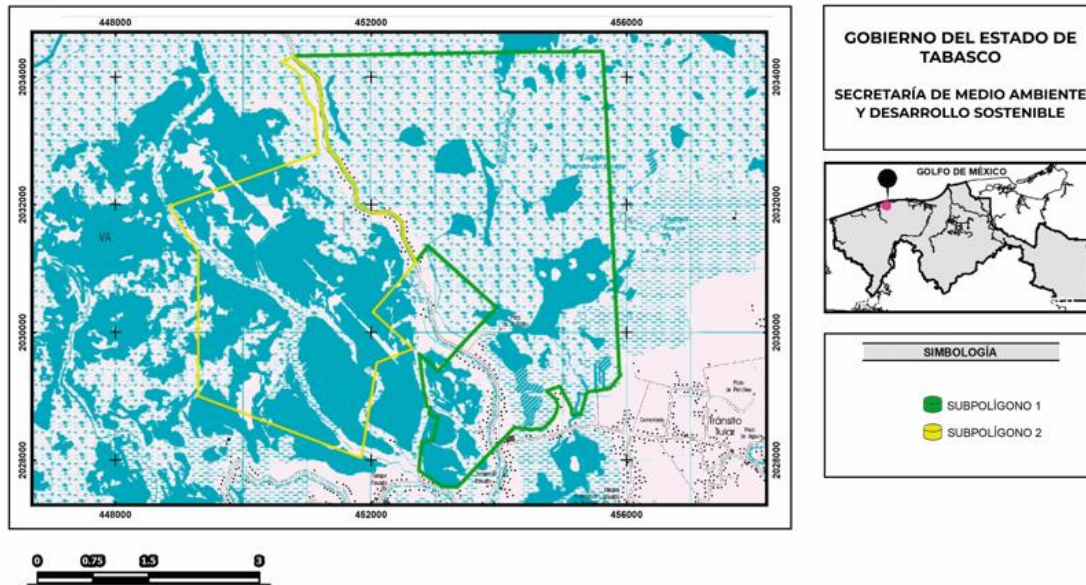 448000
452000
456000
2034000
2034000
2032000
2032000
VA
2030000
2030000
Tránsito
Tular
2028000
2028000
448000
452000
456000
0 0.75 1.5 3
GOBIERNO DEL ESTADO DE
TABASCO
SECRETARÍA DE MEDIO AMBIENTE
Y DESARROLLO SOSTENIBLE
GOLFO DE MÉXICO
SIMBOLOGÍA
SUBPOLÍGONO 1
SUBPOLÍGONO 2